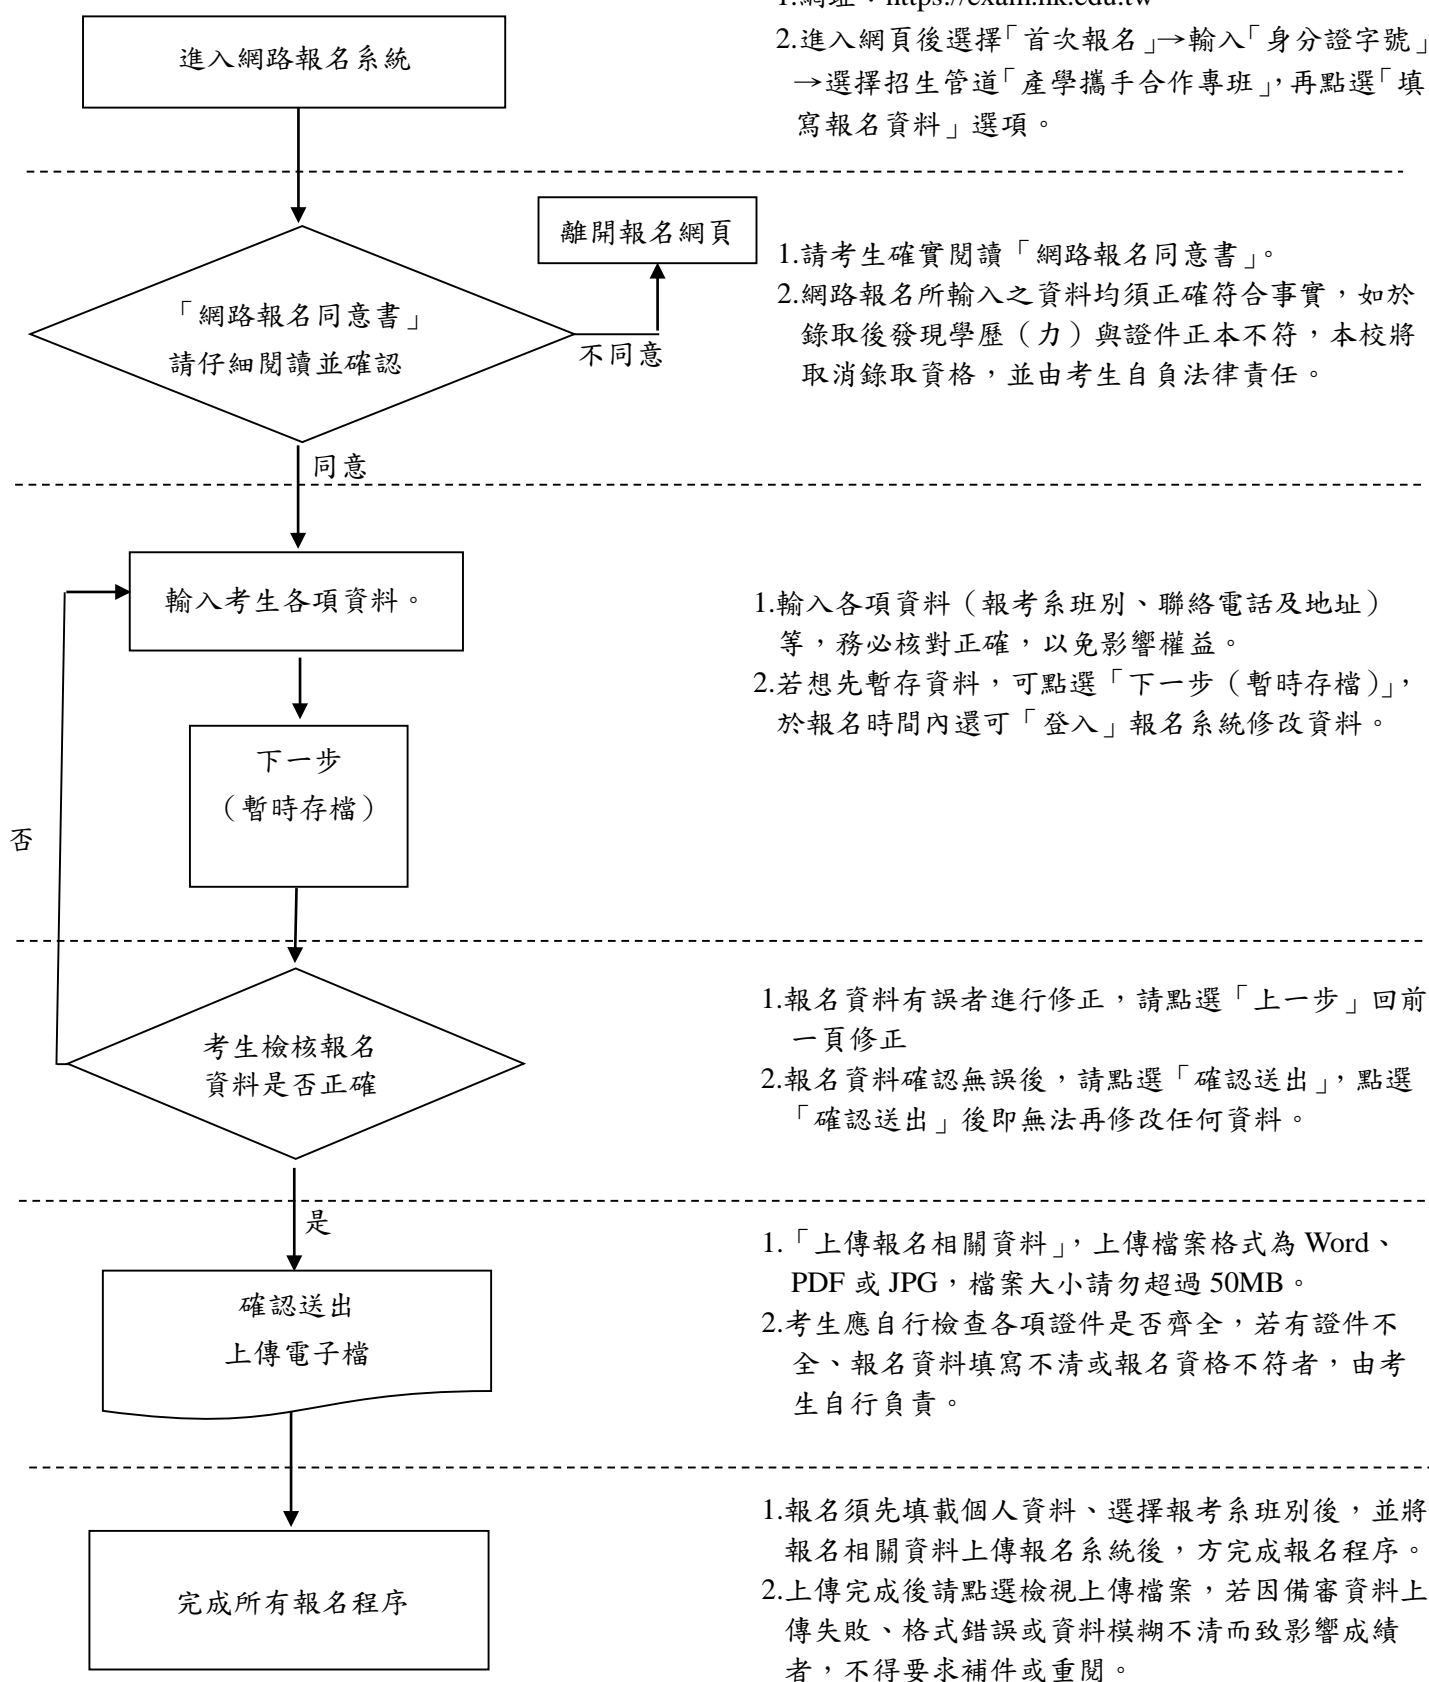 進入網路報名系統
1.網址：https://exam.hk.edu.tw
2.進入網頁後選擇「首次報名」→輸入「身分證字號」
→選擇招生管道「產學攜手合作專班」，再點選「填
寫報名資料」選項。
離開報名網頁
「網路報名同意書」
請仔細閱讀並確認
不同意
同意
1.請考生確實閱讀「網路報名同意書」。
2.網路報名所輸入之資料均須正確符合事實，如於
錄取後發現學歷（力）與證件正本不符，本校將
取消錄取資格，並由考生自負法律責任。
輸入考生各項資料。
下一步
（暫時存檔）
否
1.輸入各項資料（報考系班別、聯絡電話及地址）
等，務必核對正確，以免影響權益。
2.若想先暫存資料，可點選「下一步（暫時存檔）」，
於報名時間內還可「登入」報名系統修改資料。
考生檢核報名
資料是否正確
是
1.報名資料有誤者進行修正，請點選「上一步」回前
一頁修正
2.報名資料確認無誤後，請點選「確認送出」，點選
「確認送出」後即無法再修改任何資料。
確認送出
上傳電子檔
1.「上傳報名相關資料」，上傳檔案格式為 Word、
PDF 或 JPG，檔案大小請勿超過 50MB。
2.考生應自行檢查各項證件是否齊全，若有證件不
全、報名資料填寫不清或報名資格不符者，由考
生自行負責。
完成所有報名程序
1.報名須先填載個人資料、選擇報考系班別後，並將
報名相關資料上傳報名系統後，方完成報名程序。
2.上傳完成後請點選檢視上傳檔案，若因備審資料上
傳失敗、格式錯誤或資料模糊不清而致影響成績
者，不得要求補件或重閱。